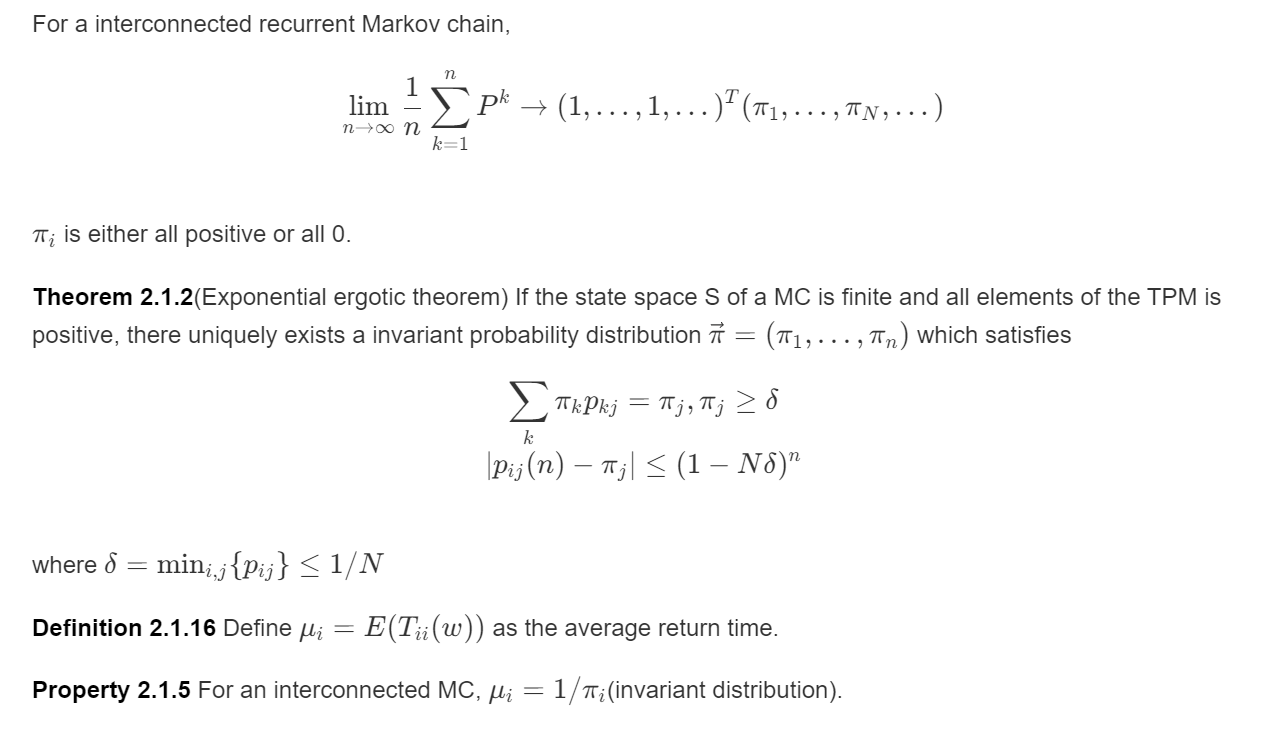 For a interconnected recurrent Markov chain,
$$\lim_{n\to\infty} \frac{1}{n} \sum_{k=1}^{n} P^k \to (1, \ldots, 1, \ldots)^T (\pi_1, \ldots, \pi_N, \ldots)$$
$\pi_i$ is either all positive or all 0.
Theorem 2.1.2(Exponential ergotic theorem) If the state space S of a MC is finite and all elements of the TPM is
positive, there uniquely exists a invariant probability distribution $\vec{\pi} = (\pi_1, \ldots, \pi_n)$ which satisfies
$$\sum_k \pi_k p_{kj} = \pi_j, \pi_j \geq \delta$$
$$|p_{ij}(n) - \pi_j| \leq (1 - N\delta)^n$$
where $\delta = \min_{i,j}\{p_{ij}\} \leq 1/N$
Definition 2.1.16 Define $\mu_i = E(T_{ii}(w))$ as the average return time.
Property 2.1.5 For an interconnected MC, $\mu_i = 1/\pi_i$(invariant distribution).